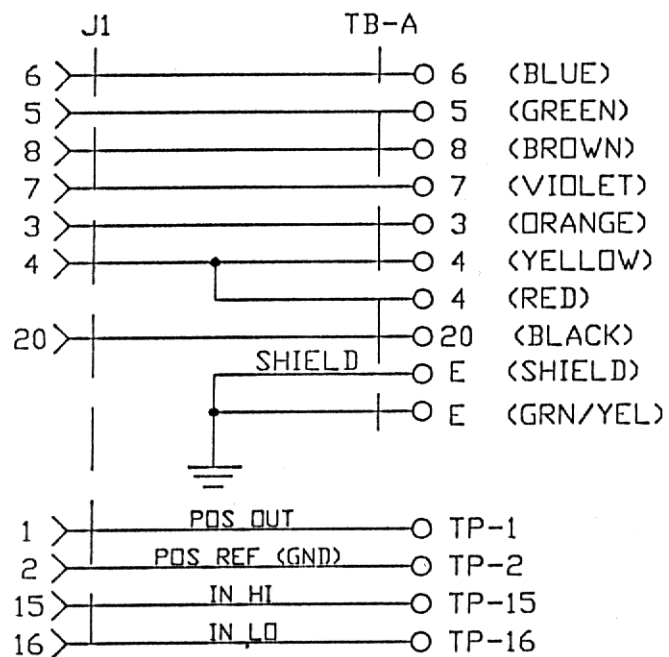 J1 TB-A
6 6 (BLUE)
5 5 (GREEN)
8 8 (BROWN)
7 7 (VIOLET)
3 3 (ORANGE)
4 4 (YELLOW)
4 (RED)
20 20 (BLACK)
SHIELD E (SHIELD)
E (GRN/YEL)
1 POS OUT TP-1
2 POS REF (GND) TP-2
15 IN HI TP-15
16 IN LO TP-16